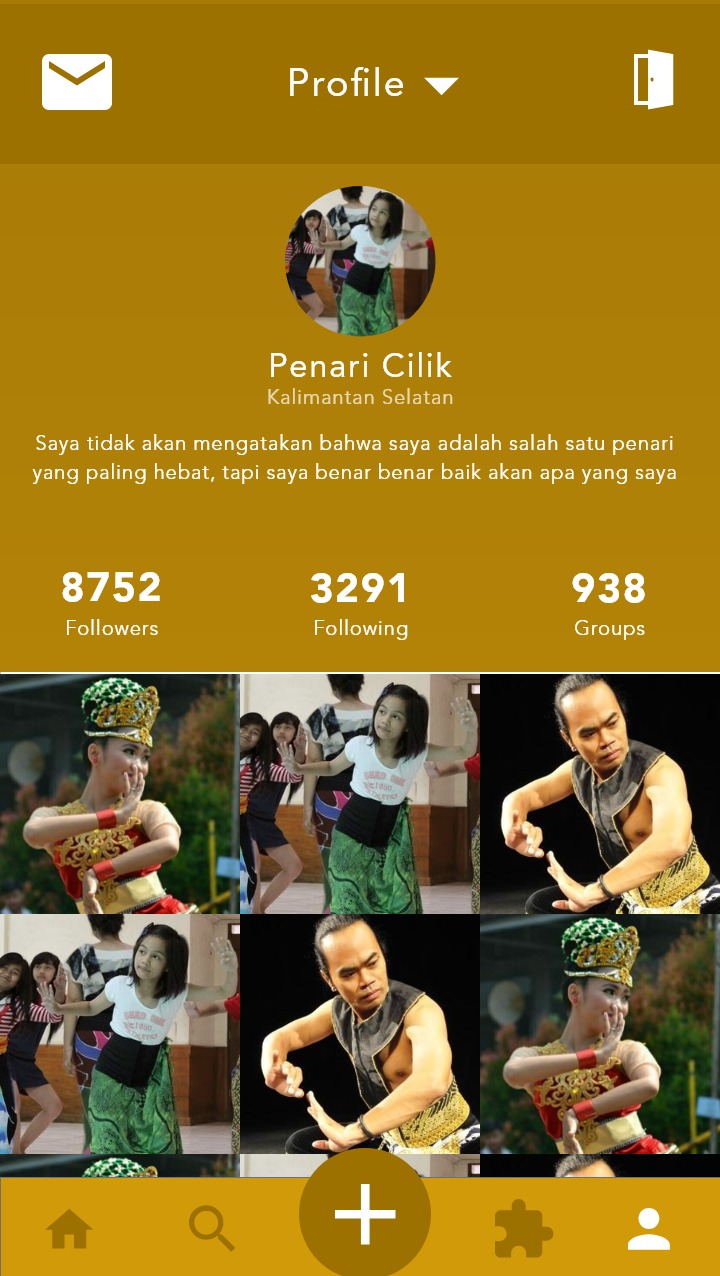 Profile
Penari Cilik
Kalimantan Selatan
Saya tidak akan mengatakan bahwa saya adalah salah satu penari
yang paling hebat, tapi saya benar benar baik akan apa yang saya
8752 3291 938
Followers Following Groups